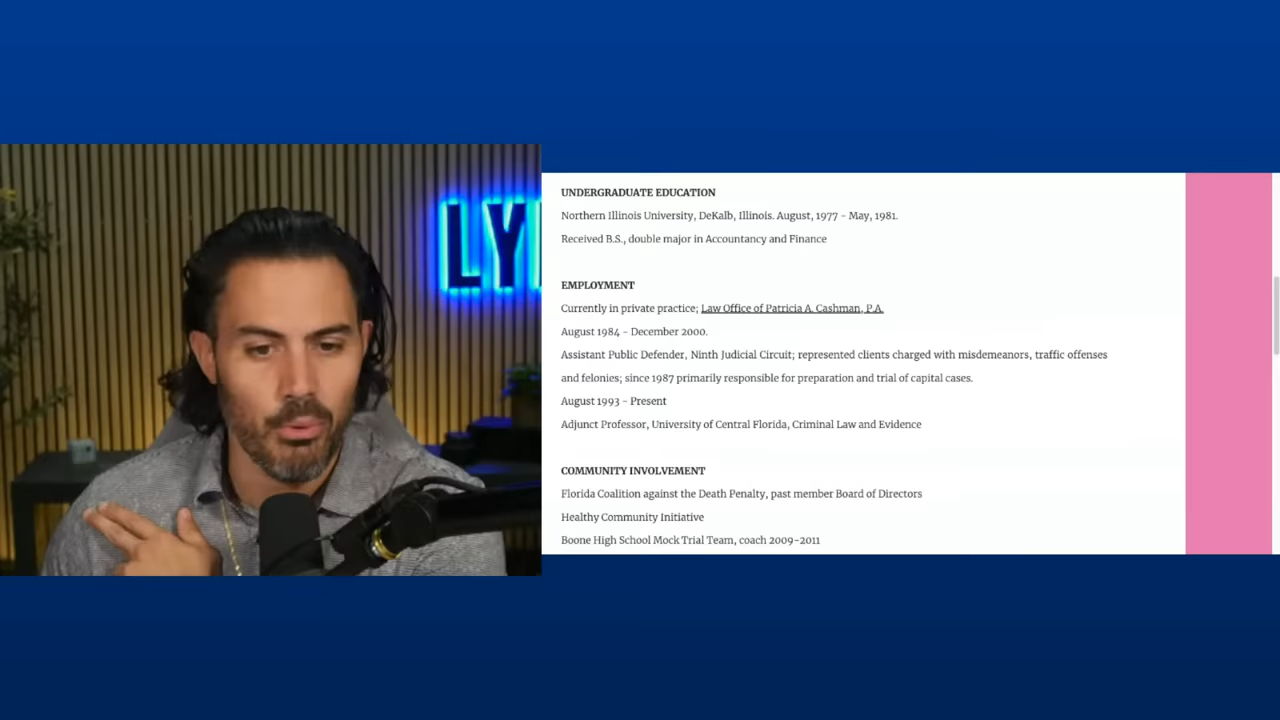 LY
UNDERGRADUATE EDUCATION
Northern Illinois University, DeKalb, Illinois. August, 1977 - May, 1981.
Received B.S., double major in Accountancy and Finance
EMPLOYMENT
Currently in private practice; Law Office of Patricia A. Cashman, P.A.
August 1984 - December 2000.
Assistant Public Defender, Ninth Judicial Circuit; represented clients charged with misdemeanors, traffic offenses
and felonies; since 1987 primarily responsible for preparation and trial of capital cases.
August 1993 - Present
Adjunct Professor, University of Central Florida, Criminal Law and Evidence
COMMUNITY INVOLVEMENT
Florida Coalition against the Death Penalty, past member Board of Directors
Healthy Community Initiative
Boone High School Mock Trial Team, coach 2009-2011